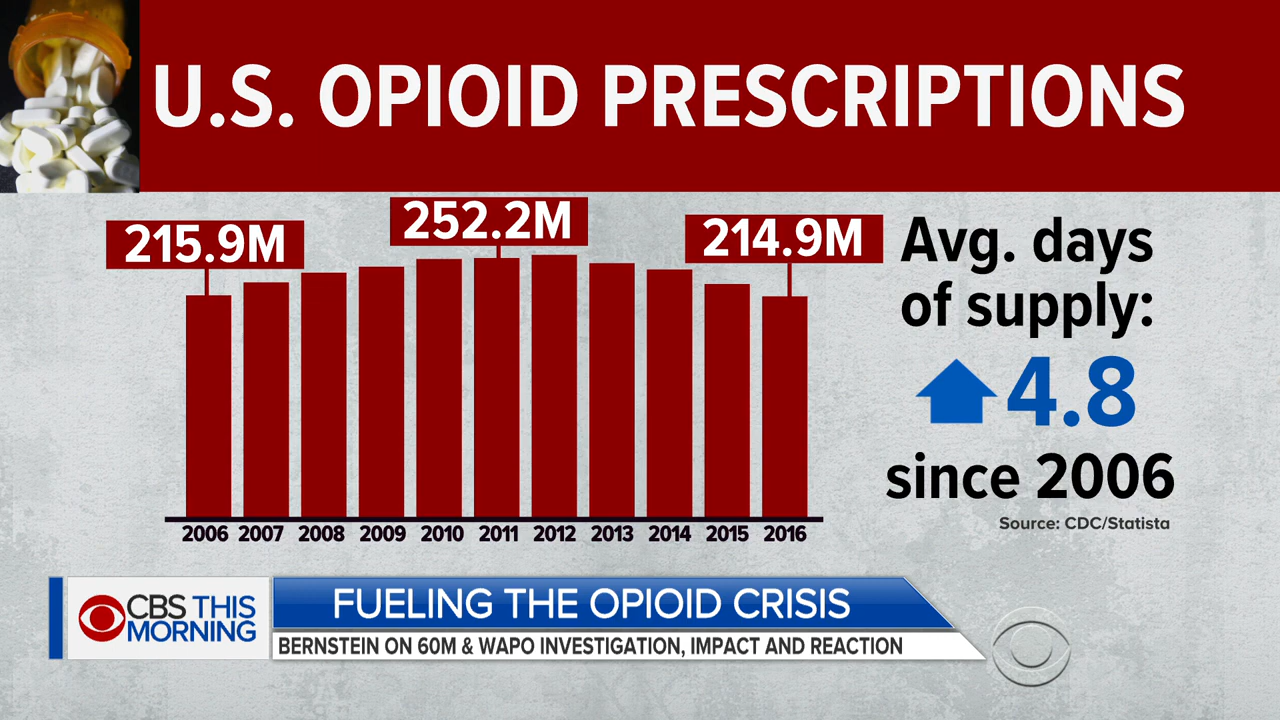 U.S. OPIOID PRESCRIPTIONS
215.9M
252.2M
214.9M
2006 2007 2008 2009 2010 2011 2012 2013 2014 2015 2016
Avg. days
of supply:
4.8
since 2006
Source: CDC/Statista
CBS THIS
MORNING
FUELING THE OPIOID CRISIS
BERNSTEIN ON 60M & WAPO INVESTIGATION, IMPACT AND REACTION